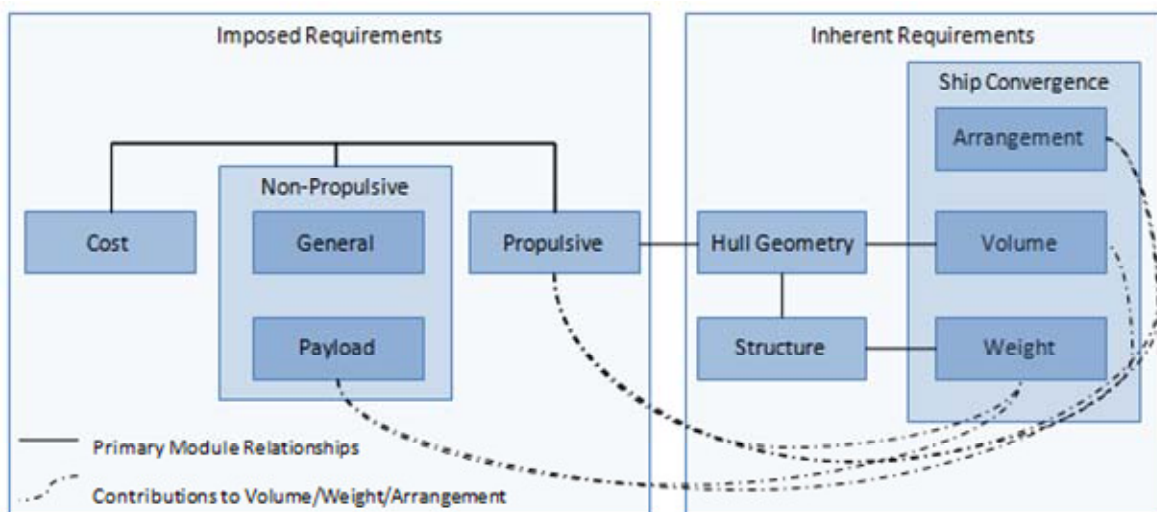 Imposed Requirements
Cost
Non-Propulsive
General
Payload
Propulsive
Primary Module Relationships
Contributions to Volume/Weight/Arrangement
Inherent Requirements
Hull Geometry
Structure
Ship Convergence
Arrangement
Volume
Weight